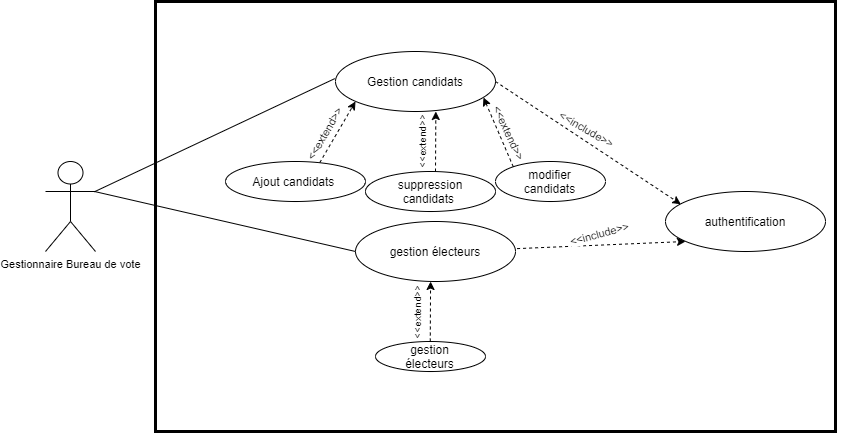 Gestion candidats
<<extend>>
<<extend>>
<<extend>>
<<include>>
Ajout candidats
suppression
candidats
modifier
candidats
authentification
<<include>>
gestion électeurs
Gestionnaire Bureau de vote
<<extend>>
gestion
électeurs